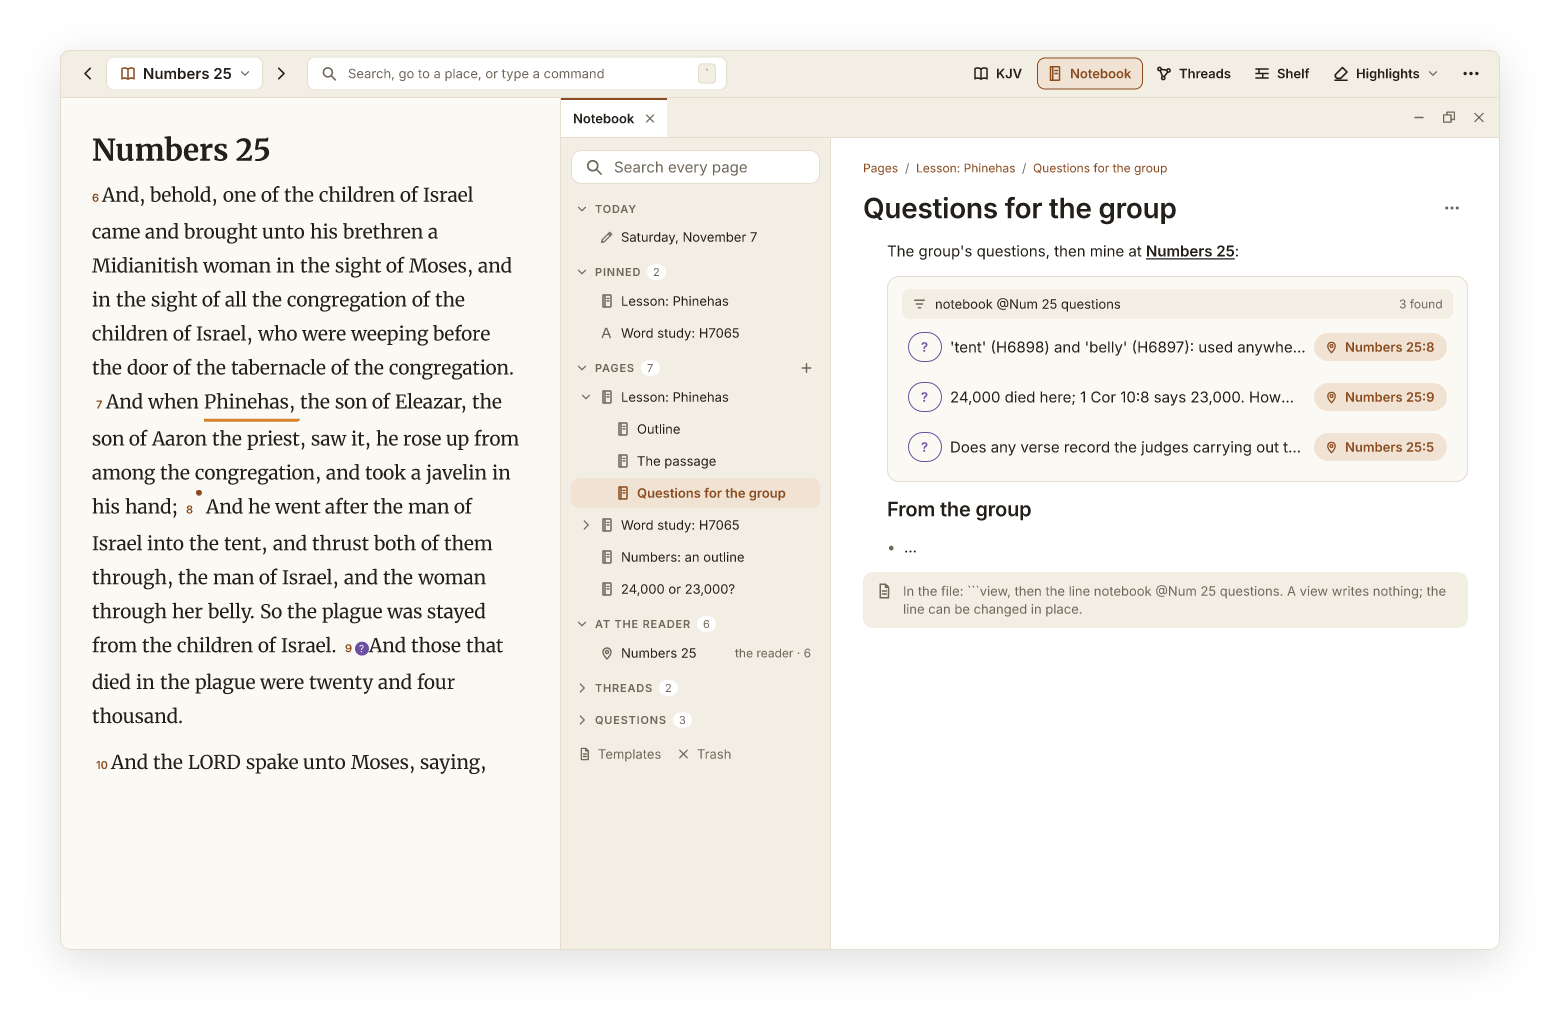 Numbers 25
Search, go to a place, or type a command
`
KJV
Notebook
Threads
Shelf
Highlights
Numbers 25
6 And, behold, one of the children of Israel
came and brought unto his brethren a
Midianitish woman in the sight of Moses, and
in the sight of all the congregation of the
children of Israel, who were weeping before
the door of the tabernacle of the congregation.
7 And when Phinehas, the son of Eleazar, the
son of Aaron the priest, saw it, he rose up from
among the congregation, and took a javelin in
his hand; 8 And he went after the man of
Israel into the tent, and thrust both of them
through, the man of Israel, and the woman
through her belly. So the plague was stayed
from the children of Israel. 9 ? And those that
died in the plague were twenty and four
thousand.
10 And the LORD spake unto Moses, saying,
Notebook
Search every page
TODAY
Saturday, November 7
PINNED 2
Lesson: Phinehas
A Word study: H7065
PAGES 7 +
Lesson: Phinehas
Outline
The passage
Questions for the group
Word study: H7065
Numbers: an outline
24,000 or 23,000?
AT THE READER 6
Numbers 25 the reader · 6
THREADS 2
QUESTIONS 3
Templates
Trash
Pages / Lesson: Phinehas / Questions for the group
Questions for the group
The group's questions, then mine at Numbers 25:
notebook @Num 25 questions 3 found
? 'tent' (H6898) and 'belly' (H6897): used anywhe... Numbers 25:8
? 24,000 died here; 1 Cor 10:8 says 23,000. How... Numbers 25:9
? Does any verse record the judges carrying out t... Numbers 25:5
From the group
• ...
In the file: ```view, then the line notebook @Num 25 questions. A view writes nothing; the
line can be changed in place.